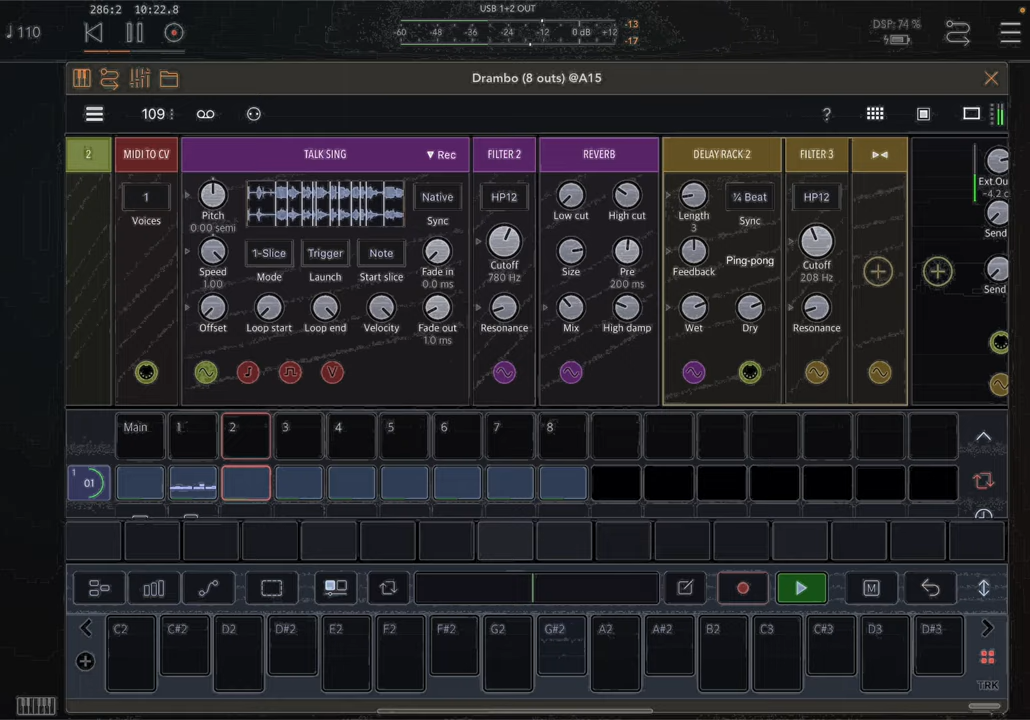 286:2 10:22.8
USB 1+2 OUT
110
-60 -48 -36 -24 -12 0 dB +12
-13
-17
DSP: 74 %
Drambo (8 outs) @A15
109
?
2
MIDI TO CV
TALK SING
Rec
FILTER 2
REVERB
DELAY RACK 2
FILTER 3
1
Voices
Pitch
0.00 semi
Native
Sync
HP12
Low cut
High cut
Length
3
¼ Beat
Sync
HP12
Ext.Ou
-4.2 c
Speed
1.00
1-Slice
Mode
Trigger
Launch
Note
Start slice
Fade in
0.0 ms
Cutoff
780 Hz
Size
Pre
200 ms
Feedback
Ping-pong
Cutoff
208 Hz
Send
Offset
Loop start
Loop end
Velocity
Fade out
1.0 ms
Resonance
Mix
High damp
Wet
Dry
Resonance
Send
V
Main 1 2 3 4 5 6 7 8
1
01
M
C2 C#2 D2 D#2 E2 F2 F#2 G2 G#2 A2 A#2 B2 C3 C#3 D3 D#3
TRK